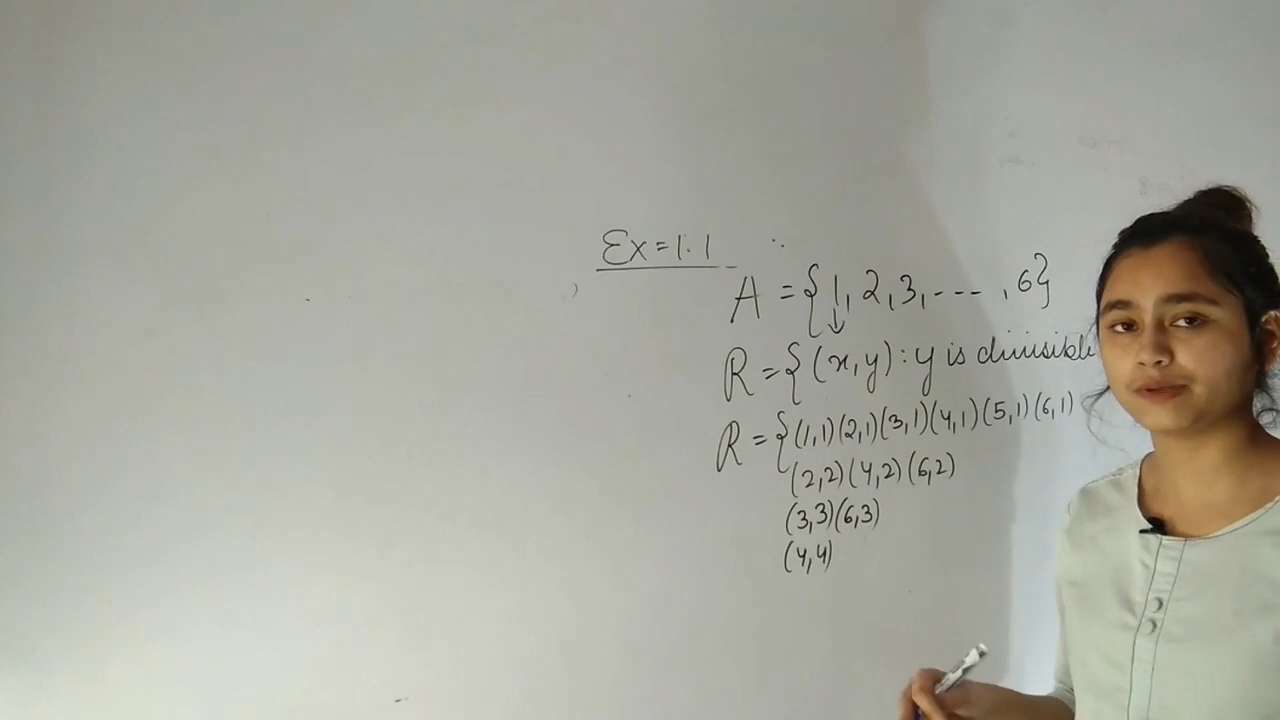 Ex = 1.1
A = { 1, 2, 3, --- , 6}
↓
R = { (x, y) : y is divisible
R = { (1,1) (2,1) (3,1) (4,1) (5,1) (6,1)
(2,2) (4,2) (6,2)
(3,3) (6,3)
(4,4)